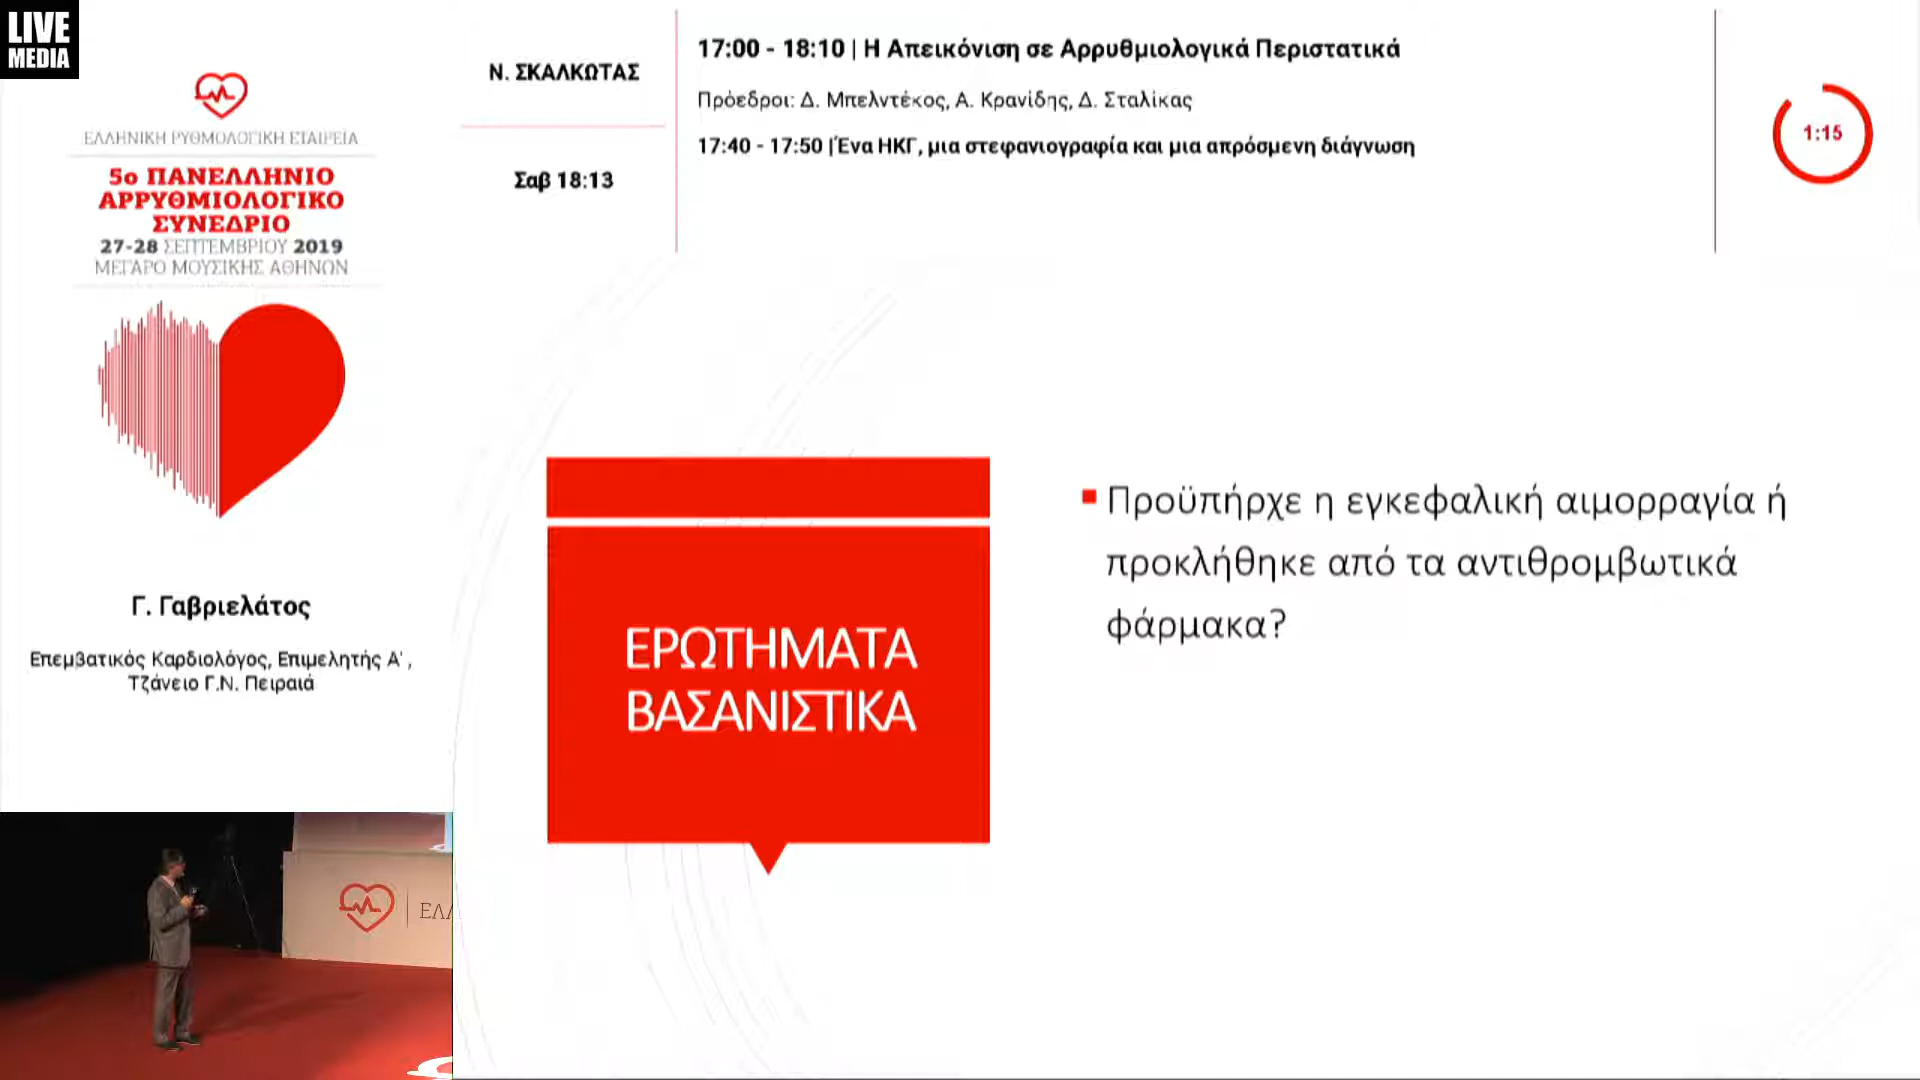 LIVE
MEDIA
ΕΛΛΗΝΙΚΗ ΡΥΘΜΟΛΟΓΙΚΗ ΕΤΑΙΡΕΙΑ
5ο ΠΑΝΕΛΛΗΝΙΟ
ΑΡΡΥΘΜΙΟΛΟΓΙΚΟ
ΣΥΝΕΔΡΙΟ
27-28 ΣΕΠΤΕΜΒΡΙΟΥ 2019
ΜΕΓΑΡΟ ΜΟΥΣΙΚΗΣ ΑΘΗΝΩΝ
Γ. Γαβριελάτος
Επεμβατικός Καρδιολόγος, Επιμελητής Α' ,
Τζάνειο Γ.Ν. Πειραιά
Ν. ΣΚΑΛΚΩΤΑΣ
Σαβ 18:13
17:00 - 18:10 | Η Απεικόνιση σε Αρρυθμιολογικά Περιστατικά
Πρόεδροι: Δ. Μπελντέκος, Α. Κρανίδης, Δ. Σταλίκας
17:40 - 17:50 |Ένα ΗΚΓ, μια στεφανιογραφία και μια απρόσμενη διάγνωση
1:15
ΕΡΩΤΗΜΑΤΑ
ΒΑΣΑΝΙΣΤΙΚΑ
Προϋπήρχε η εγκεφαλική αιμορραγία ή
προκλήθηκε από τα αντιθρομβωτικά
φάρμακα?
ΕΛΛ